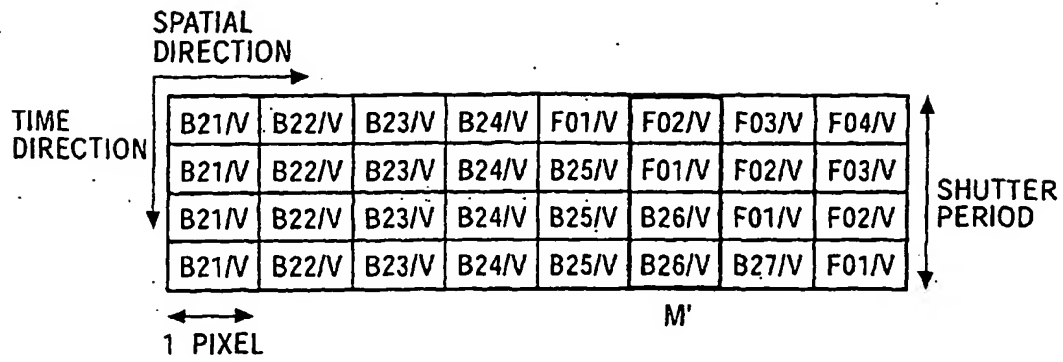 SPATIAL
DIRECTION
TIME
DIRECTION
B21/V B22/V B23/V B24/V F01/V F02/V F03/V F04/V
B21/V B22/V B23/V B24/V B25/V F01/V F02/V F03/V
B21/V B22/V B23/V B24/V B25/V B26/V F01/V F02/V
B21/V B22/V B23/V B24/V B25/V B26/V B27/V F01/V
SHUTTER
PERIOD
1 PIXEL
M'